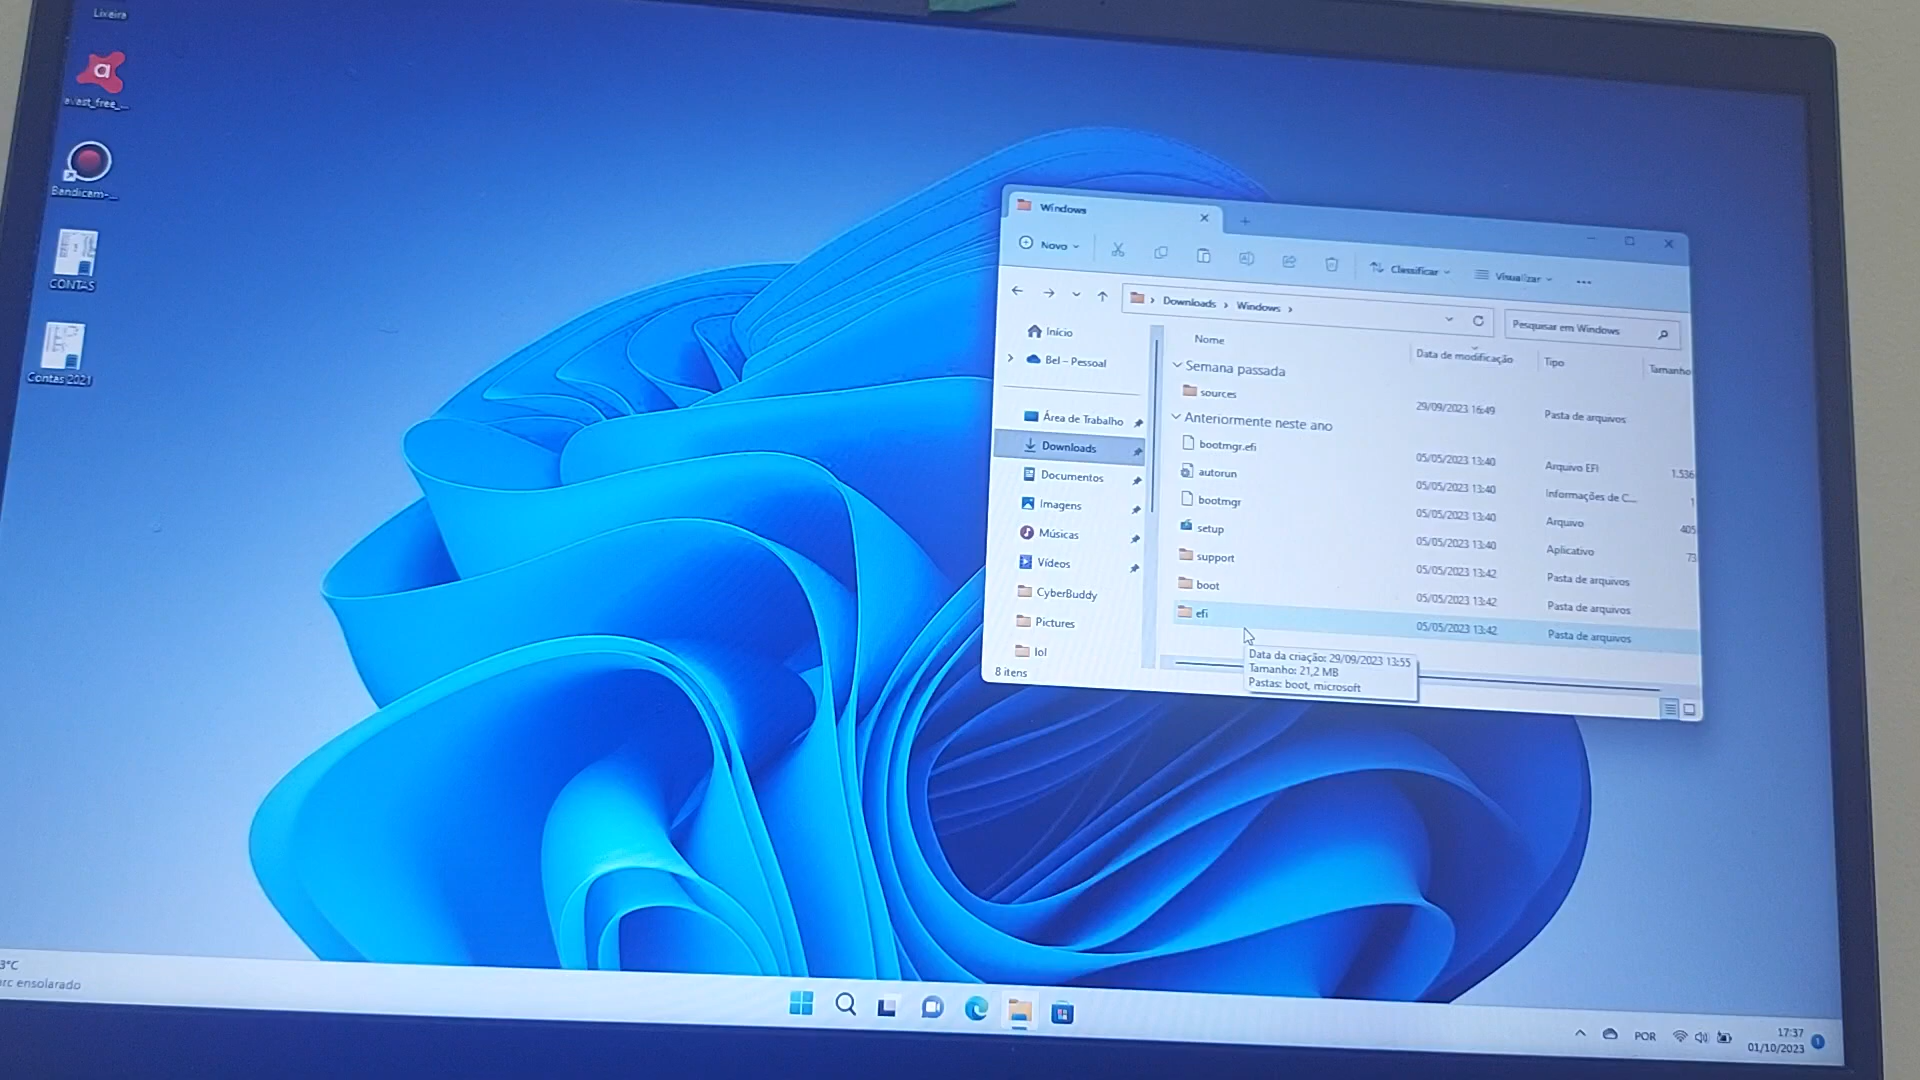 Lixeira
avast_free_...
Bandicam-...
CONTAS
Contas 2021
Windows
Novo
Classificar
Visualizar
Downloads > Windows >
Pesquisar em Windows
Início
Bel – Pessoal
Área de Trabalho
Downloads
Documentos
Imagens
Músicas
Vídeos
CyberBuddy
Pictures
lol
8 itens
Nome Data de modificação Tipo Tamanho
Semana passada
sources 29/09/2023 16:49 Pasta de arquivos
Anteriormente neste ano
bootmgr.efi 05/05/2023 13:40 Arquivo EFI 1.536
autorun 05/05/2023 13:40 Informações de C... 1
bootmgr 05/05/2023 13:40 Arquivo 405
setup 05/05/2023 13:40 Aplicativo 73
support 05/05/2023 13:42 Pasta de arquivos
boot 05/05/2023 13:42 Pasta de arquivos
efi 05/05/2023 13:42 Pasta de arquivos
Data da criação: 29/09/2023 13:55
Tamanho: 21,2 MB
Pastas: boot, microsoft
3°C
arc ensolarado
POR
17:37
01/10/2023
1